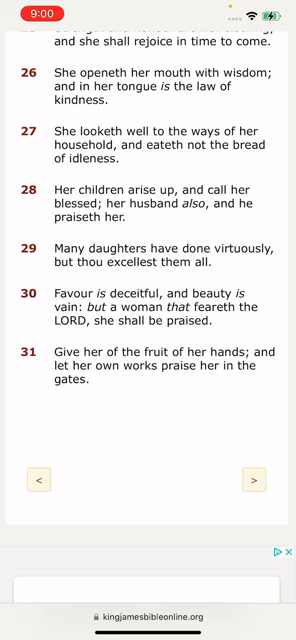 9:00
and she shall rejoice in time to come.
26 She openeth her mouth with wisdom;
and in her tongue is the law of
kindness.
27 She looketh well to the ways of her
household, and eateth not the bread
of idleness.
28 Her children arise up, and call her
blessed; her husband also, and he
praiseth her.
29 Many daughters have done virtuously,
but thou excellest them all.
30 Favour is deceitful, and beauty is
vain: but a woman that feareth the
LORD, she shall be praised.
31 Give her of the fruit of her hands; and
let her own works praise her in the
gates.
< >
kingjamesbibleonline.org